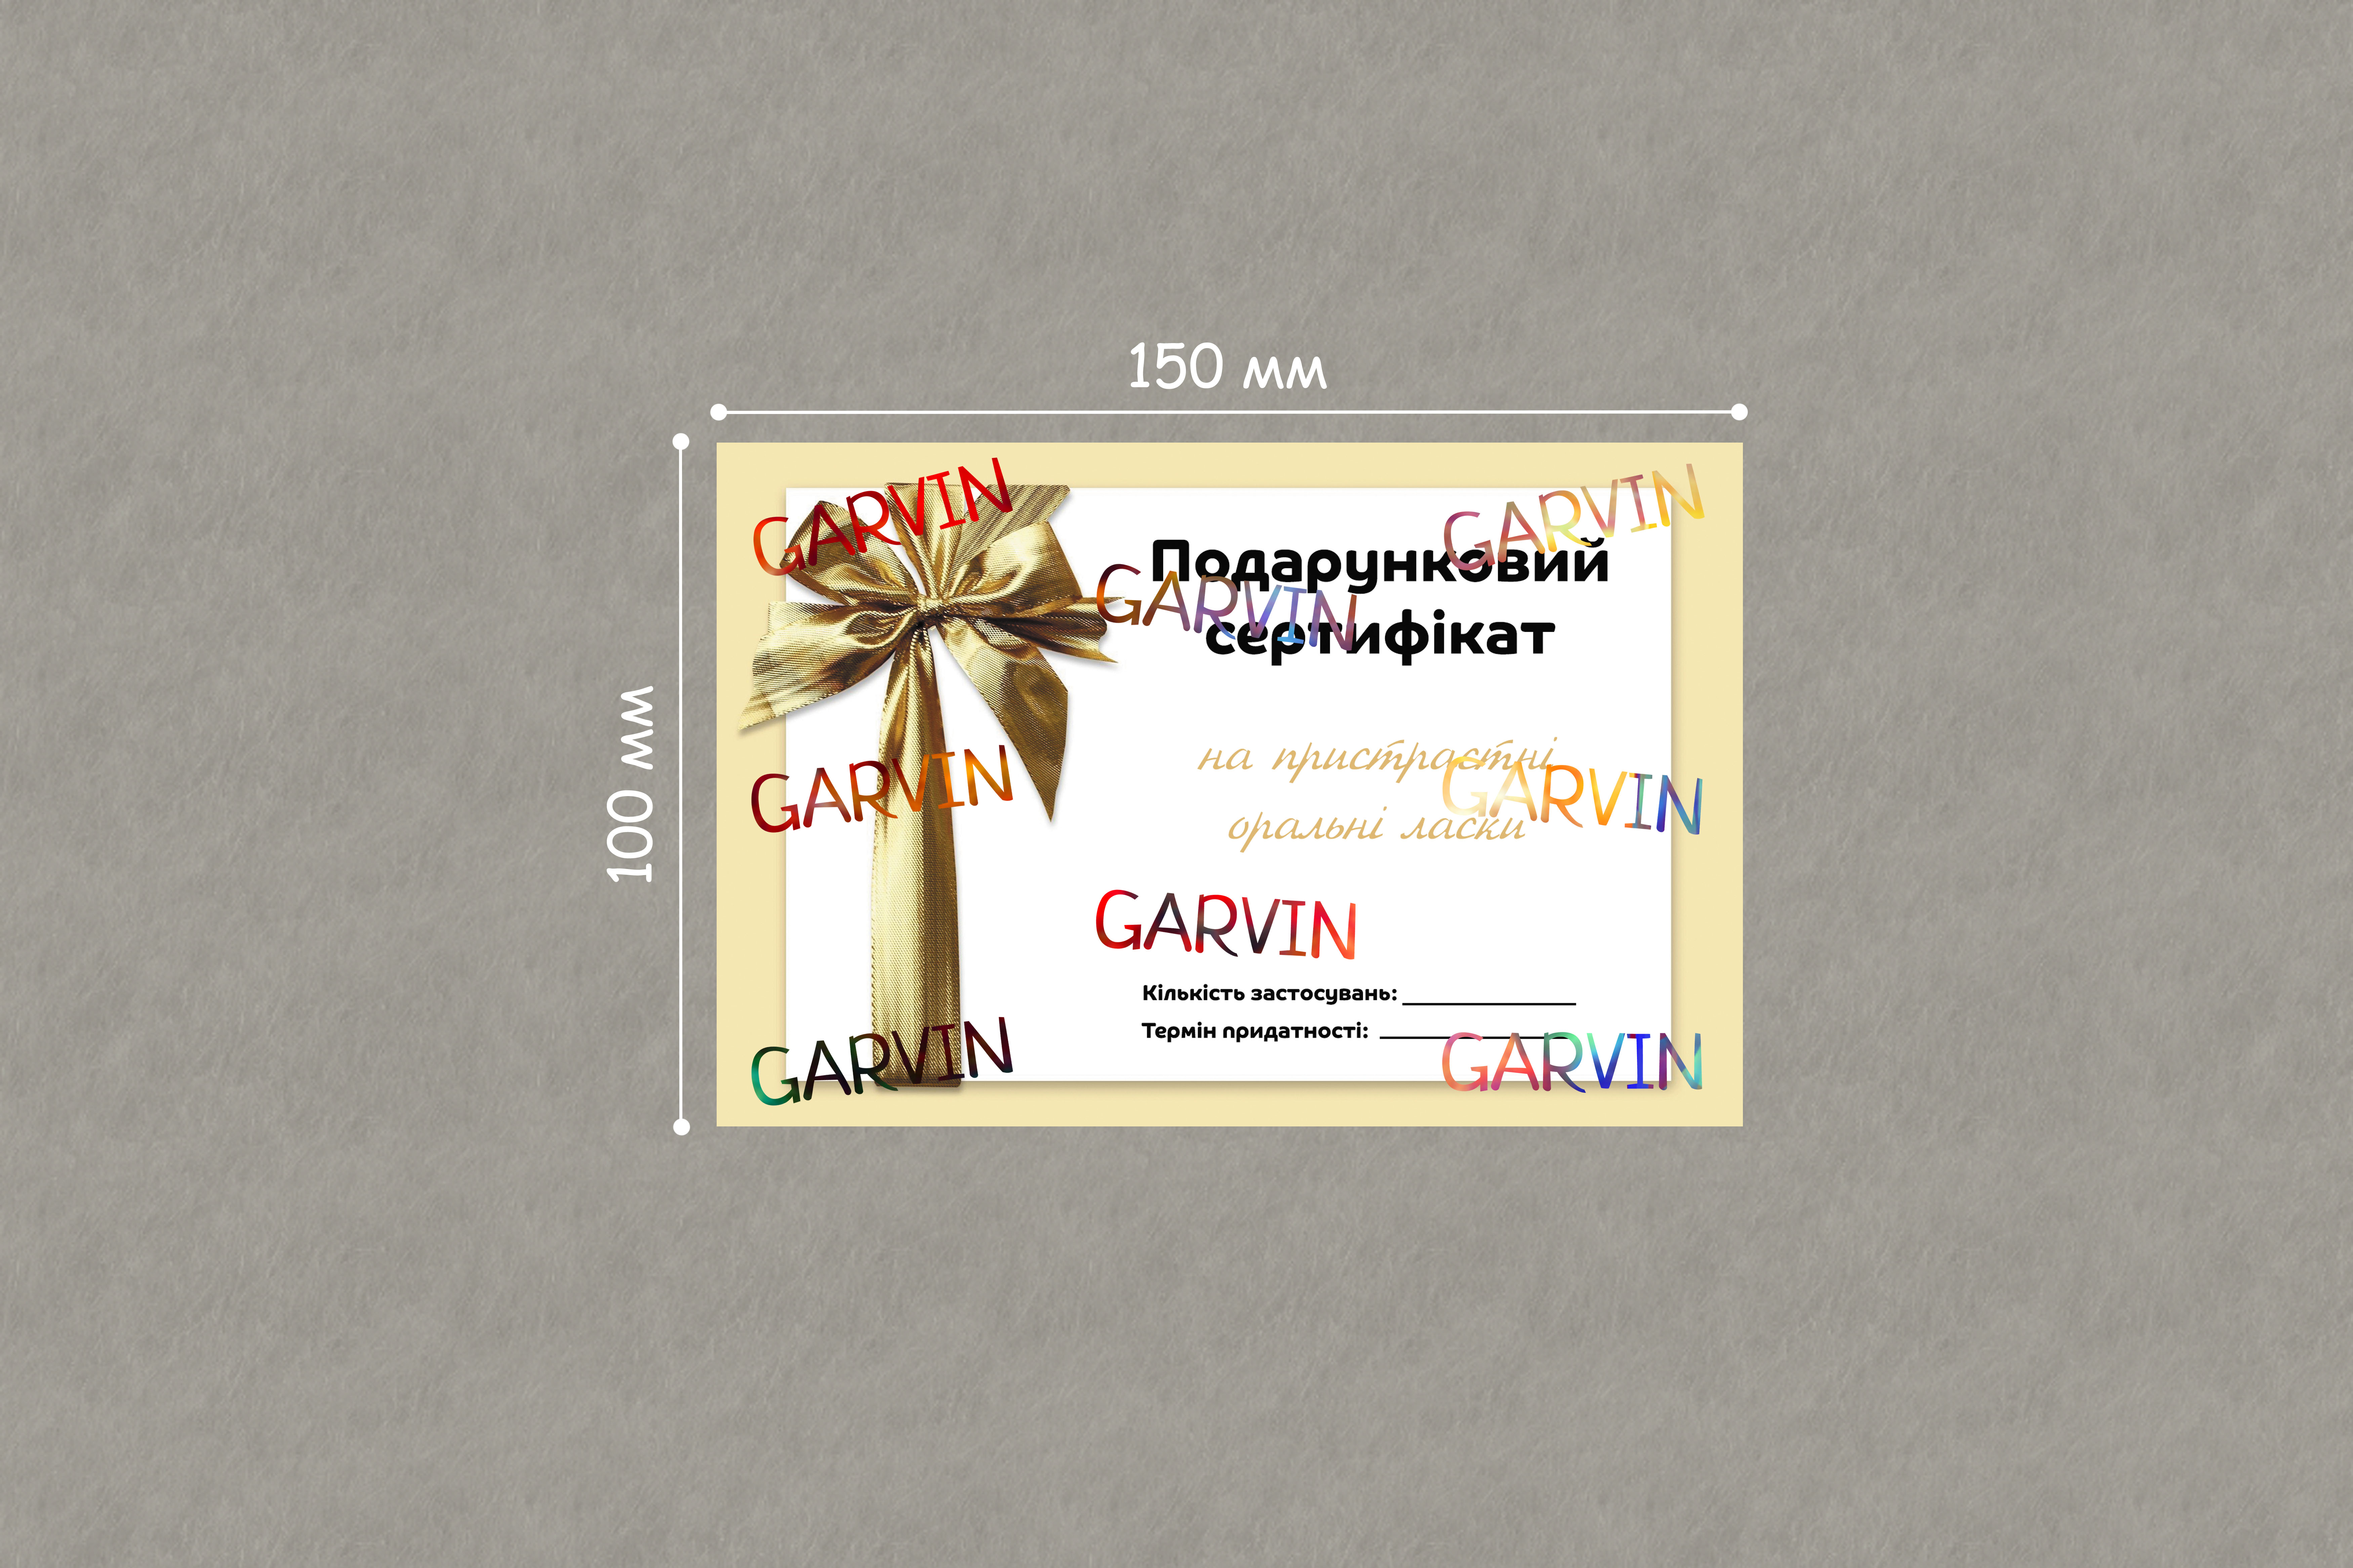 150 мм
100 мм
GARVIN
GARVIN
Подарунковий
GARVIN
сертифікат
на пристрастні
GARVIN
GARVIN
оральні ласки
GARVIN
Кількість застосувань:
Термін придатності:
GARVIN
GARVIN